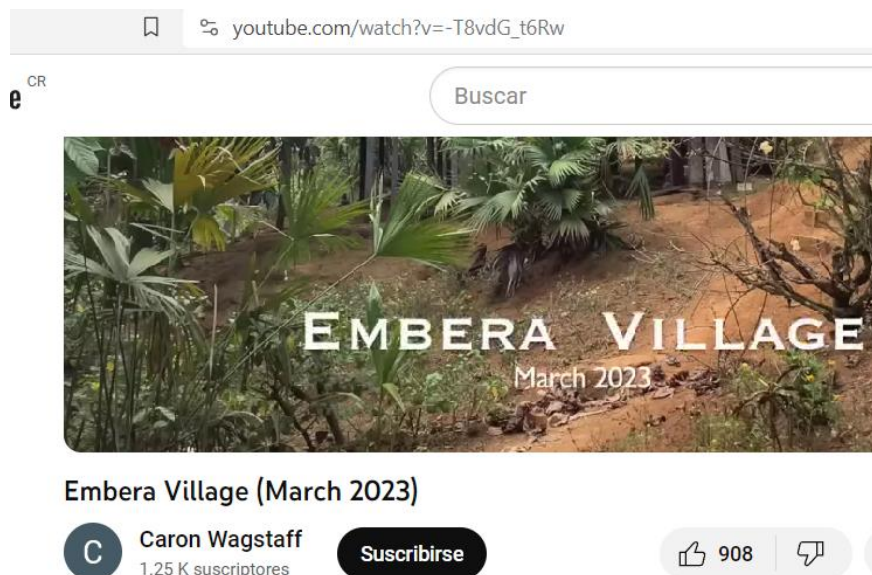 youtube.com/watch?v=-T8vdG_t6Rw
e CR
Buscar
EMBERA VILLAGE
March 2023
Embera Village (March 2023)
C
Caron Wagstaff
1.25 K suscriptores
Suscribirse
908